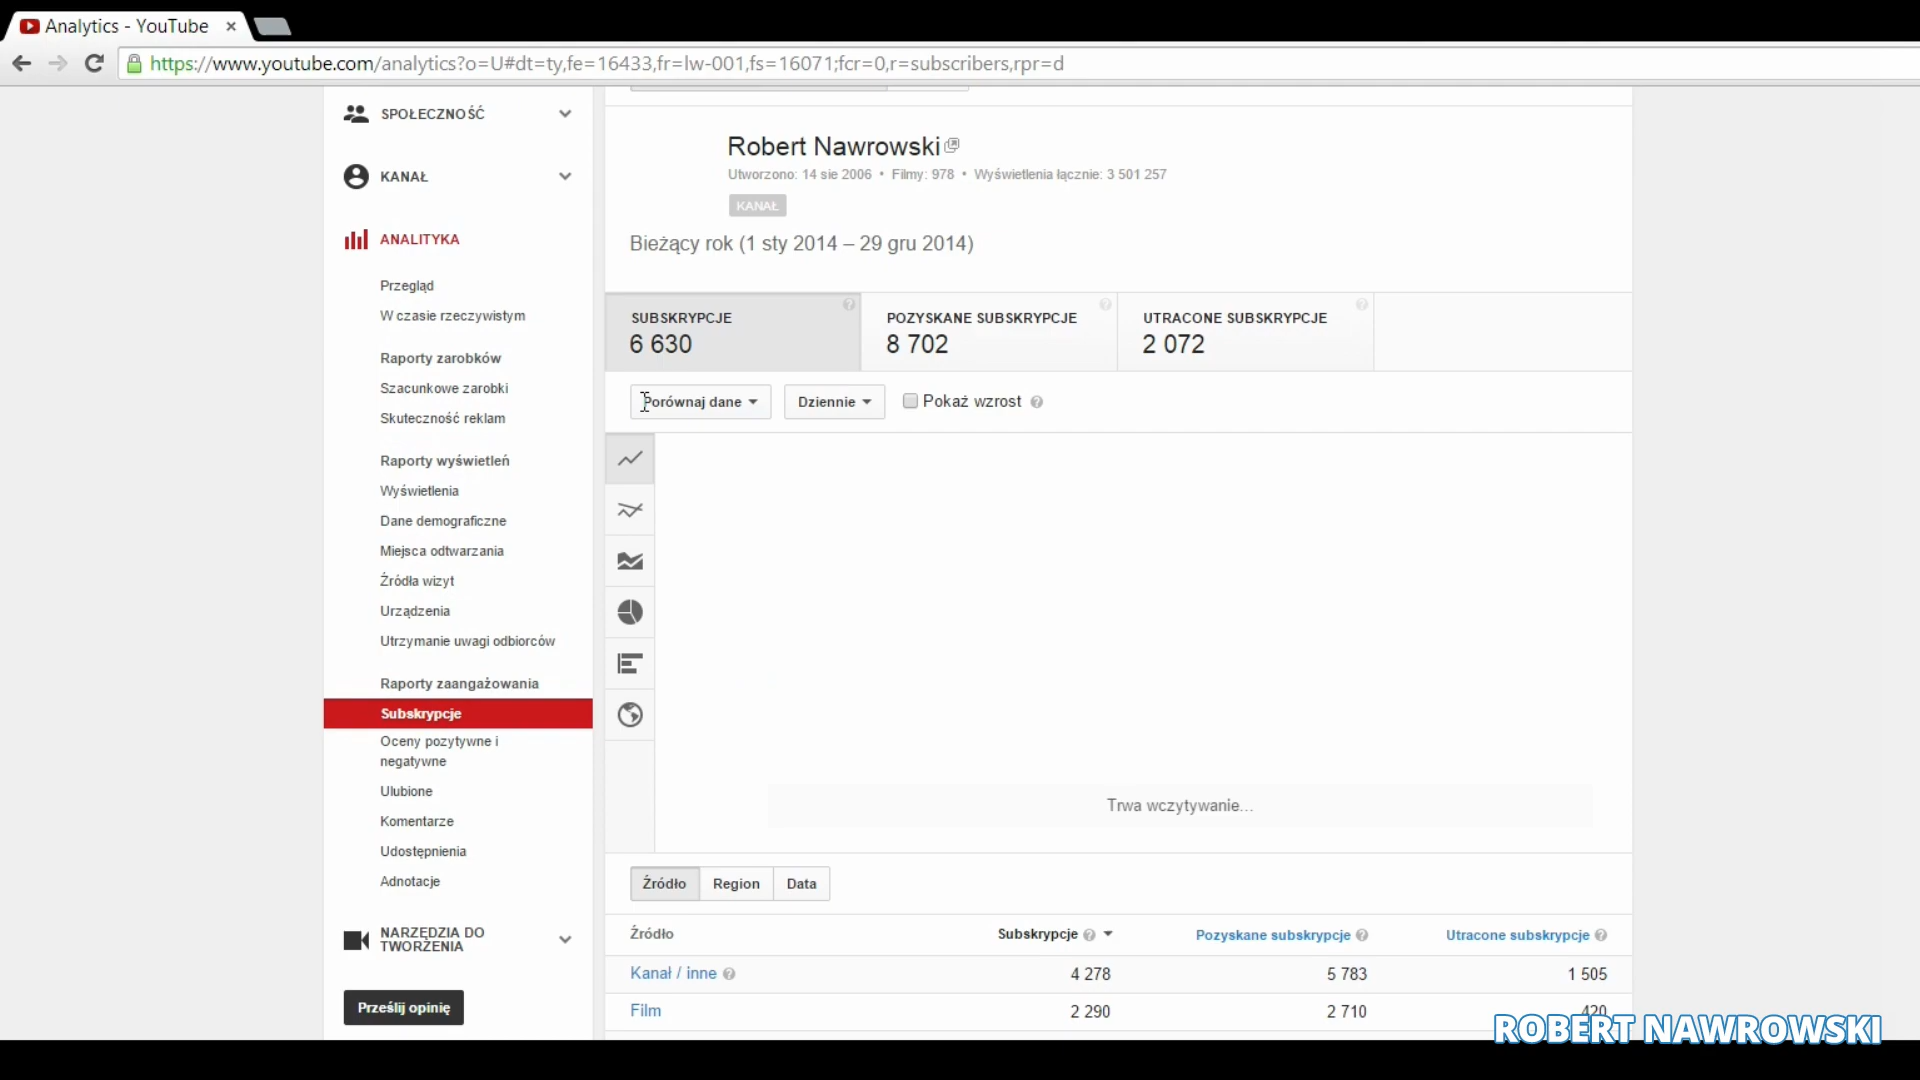 Analytics - YouTube
https://www.youtube.com/analytics?o=U#dt=ty,fe=16433,fr=lw-001,fs=16071;fcr=0,r=subscribers,rpr=d
SPOŁECZNOŚĆ
KANAŁ
ANALITYKA
Przegląd
W czasie rzeczywistym
Raporty zarobków
Szacunkowe zarobki
Skuteczność reklam
Raporty wyświetleń
Wyświetlenia
Dane demograficzne
Miejsca odtwarzania
Źródła wizyt
Urządzenia
Utrzymanie uwagi odbiorców
Raporty zaangażowania
Subskrypcje
Oceny pozytywne i
negatywne
Ulubione
Komentarze
Udostępnienia
Adnotacje
NARZĘDZIA DO
TWORZENIA
Prześlij opinię
Robert Nawrowski
Utworzono: 14 sie 2006 • Filmy: 978 • Wyświetlenia łącznie: 3 501 257
KANAŁ
Bieżący rok (1 sty 2014 – 29 gru 2014)
SUBSKRYPCJE POZYSKANE SUBSKRYPCJE UTRACONE SUBSKRYPCJE
6 630 8 702 2 072
Porównaj dane Dziennie Pokaż wzrost
Trwa wczytywanie...
Źródło Region Data
Źródło Subskrypcje Pozyskane subskrypcje Utracone subskrypcje
Kanał / inne 4 278 5 783 1 505
Film 2 290 2 710 420
ROBERT NAWROWSKI